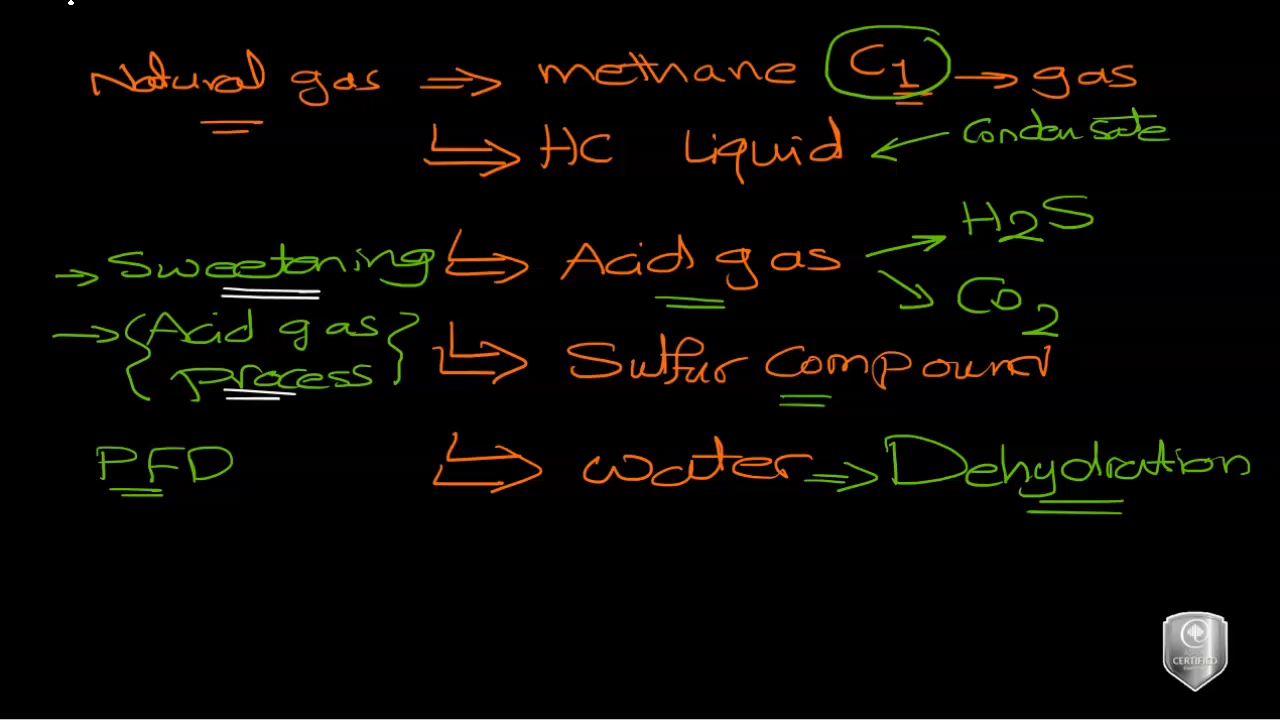 Natural gas ⇒ methane C1 → gas
⇒ HC Liquid ← Condensate
→ Sweetening ⇒ Acid gas → H2S
→ CO2
→ {Acid gas process} ⇒ Sulfur Compound
PFD ⇒ water ⇒ Dehydration
CERTIFIED